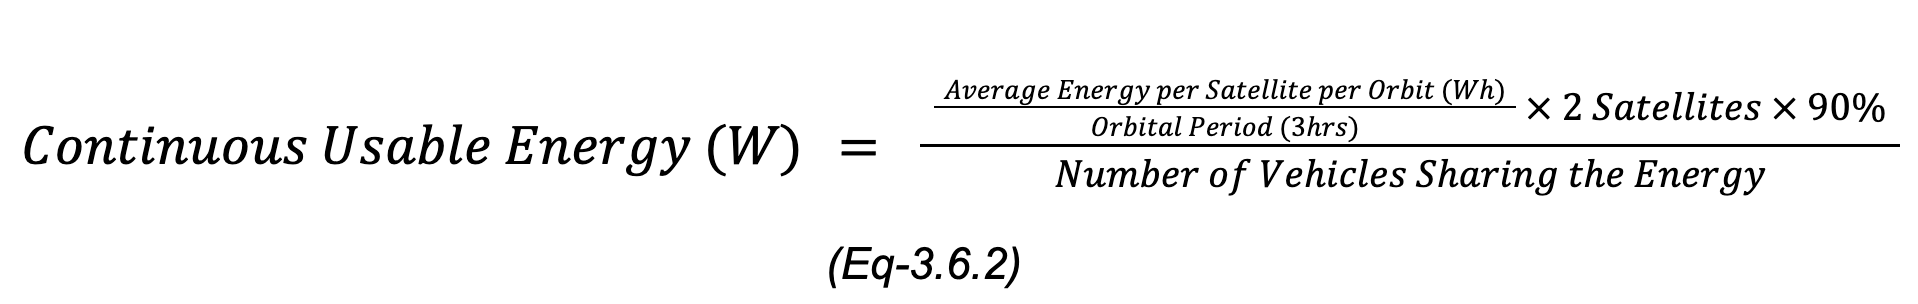 Average Energy per Satellite per Orbit (Wh)
Orbital Period (3hrs)
× 2 Satellites × 90%
Continuous Usable Energy (W) =
Number of Vehicles Sharing the Energy
(Eq-3.6.2)